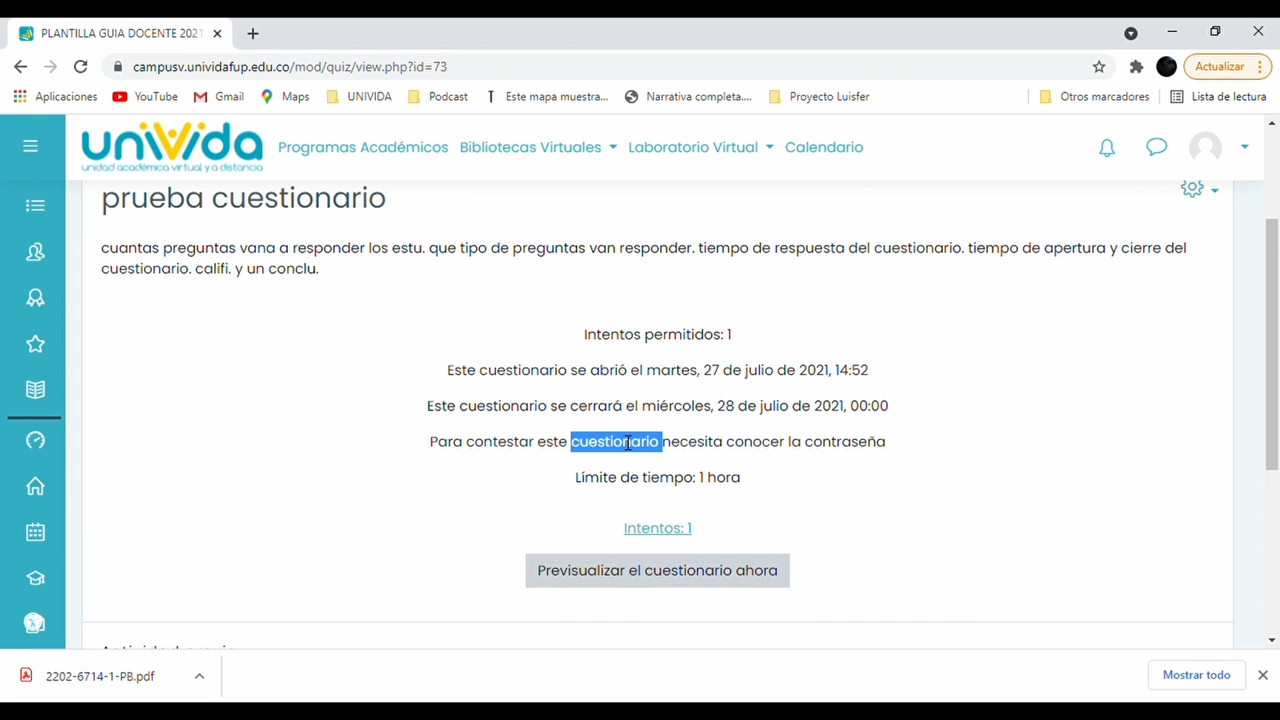 PLANTILLA GUIA DOCENTE 2021
campusv.unividafup.edu.co/mod/quiz/view.php?id=73
Actualizar
Aplicaciones YouTube Gmail Maps UNIVIDA Podcast Este mapa muestra... Narrativa completa.... Proyecto Luisfer Otros marcadores Lista de lectura
univida
unidad académica virtual y a distancia
Programas Académicos Bibliotecas Virtuales Laboratorio Virtual Calendario
prueba cuestionario
cuantas preguntas vana a responder los estu. que tipo de preguntas van responder. tiempo de respuesta del cuestionario. tiempo de apertura y cierre del
cuestionario. califi. y un conclu.
Intentos permitidos: 1
Este cuestionario se abrió el martes, 27 de julio de 2021, 14:52
Este cuestionario se cerrará el miércoles, 28 de julio de 2021, 00:00
Para contestar este cuestionario necesita conocer la contraseña
Límite de tiempo: 1 hora
Intentos: 1
Previsualizar el cuestionario ahora
2202-6714-1-PB.pdf
Mostrar todo